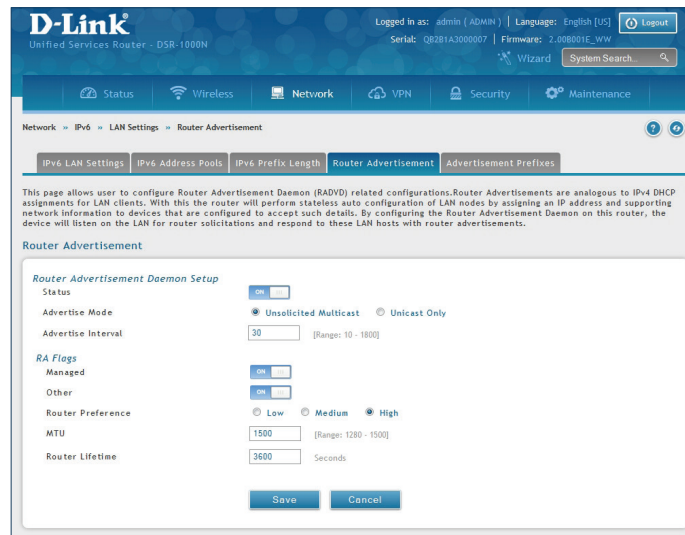 D-Link
Unified Services Router - DSR-1000N
Logged in as: admin ( ADMIN ) | Language: English [US]
Logout
Serial: QB2B1A3000007 | Firmware: 2.00B001E_WW
Wizard
System Search...
Status
Wireless
Network
VPN
Security
Maintenance
Network » IPv6 » LAN Settings » Router Advertisement
IPv6 LAN Settings
IPv6 Address Pools
IPv6 Prefix Length
Router Advertisement
Advertisement Prefixes
This page allows user to configure Router Advertisement Daemon (RADVD) related configurations.Router Advertisements are analogous to IPv4 DHCP
assignments for LAN clients. With this the router will perform stateless auto configuration of LAN nodes by assigning an IP address and supporting
network information to devices that are configured to accept such details. By configuring the Router Advertisement Daemon on this router, the
device will listen on the LAN for router solicitations and respond to these LAN hosts with router advertisements.
Router Advertisement
Router Advertisement Daemon Setup
Status ON
Advertise Mode Unsolicited Multicast Unicast Only
Advertise Interval 30 [Range: 10 - 1800]
RA Flags
Managed ON
Other ON
Router Preference Low Medium High
MTU 1500 [Range: 1280 - 1500]
Router Lifetime 3600 Seconds
Save Cancel